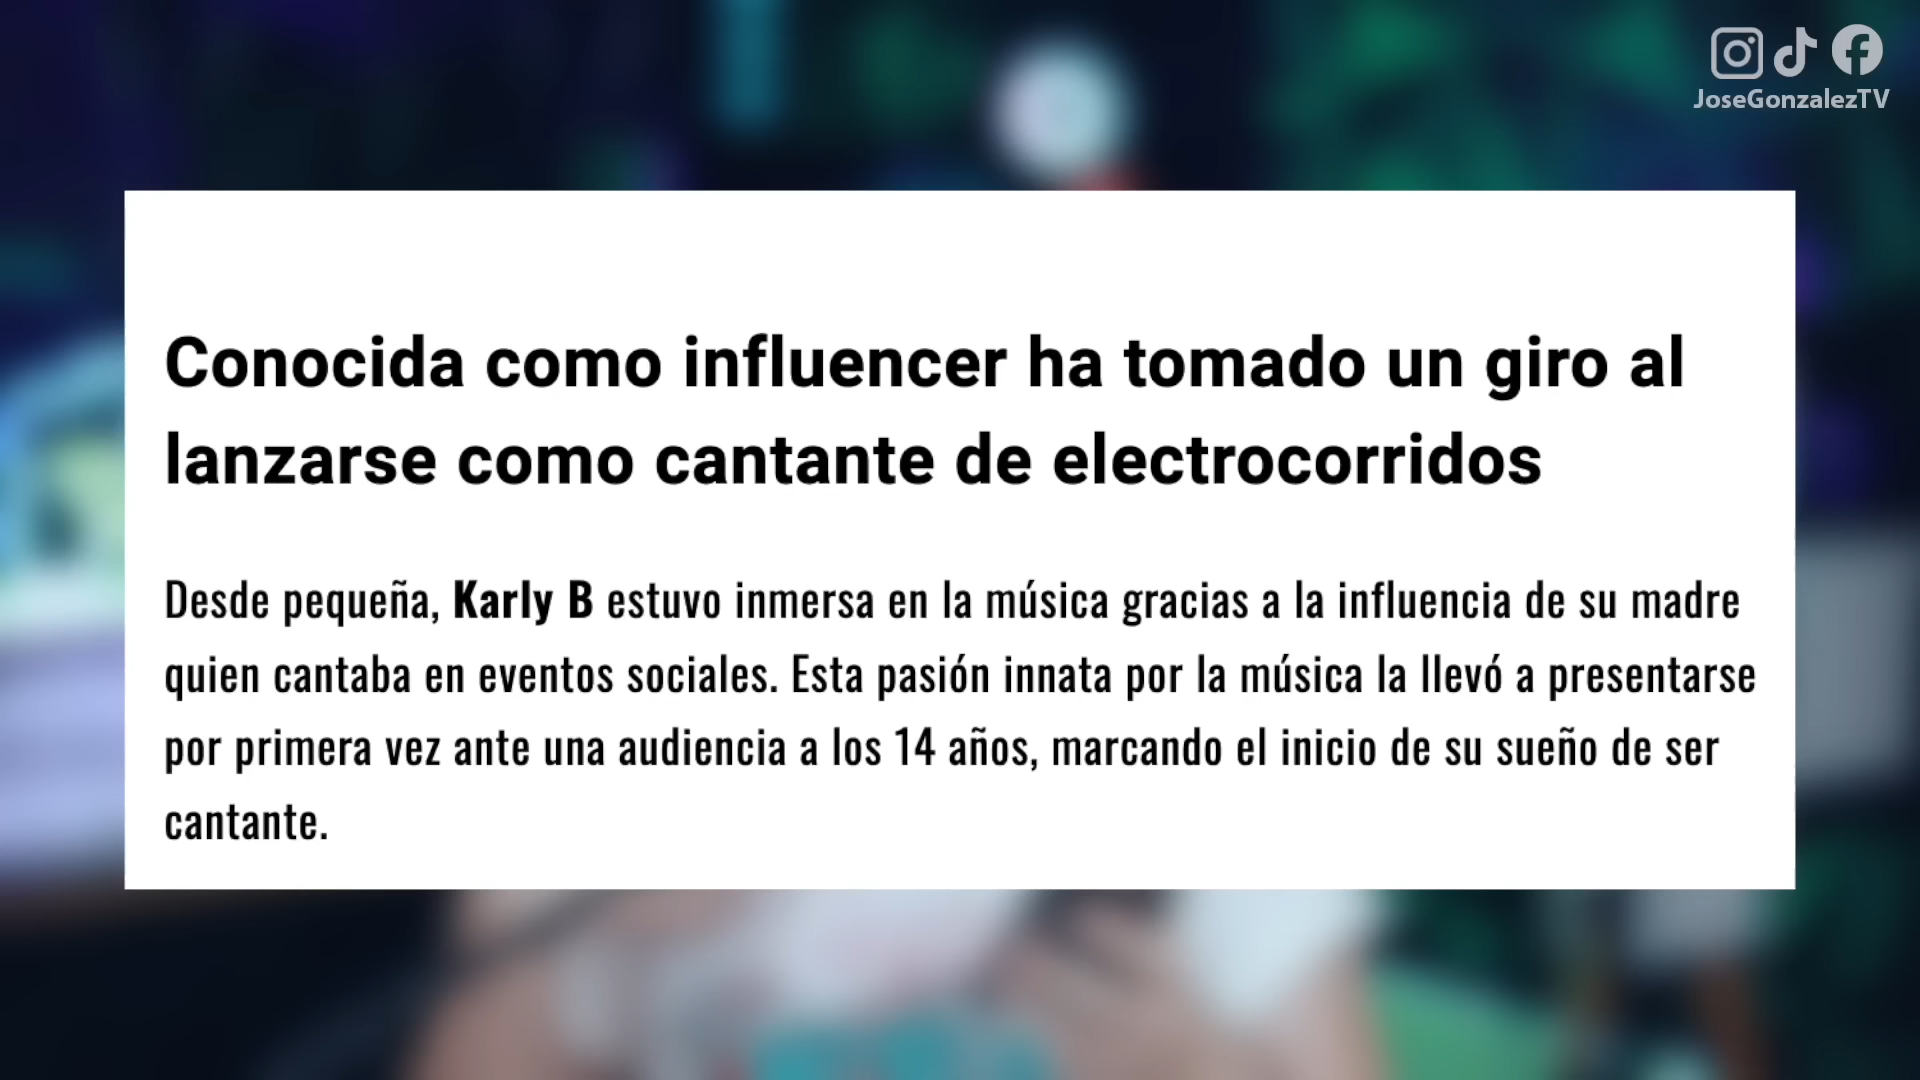 JoseGonzalezTV
Conocida como influencer ha tomado un giro al
lanzarse como cantante de electrocorridos
Desde pequeña, Karly B estuvo inmersa en la música gracias a la influencia de su madre
quien cantaba en eventos sociales. Esta pasión innata por la música la llevó a presentarse
por primera vez ante una audiencia a los 14 años, marcando el inicio de su sueño de ser
cantante.